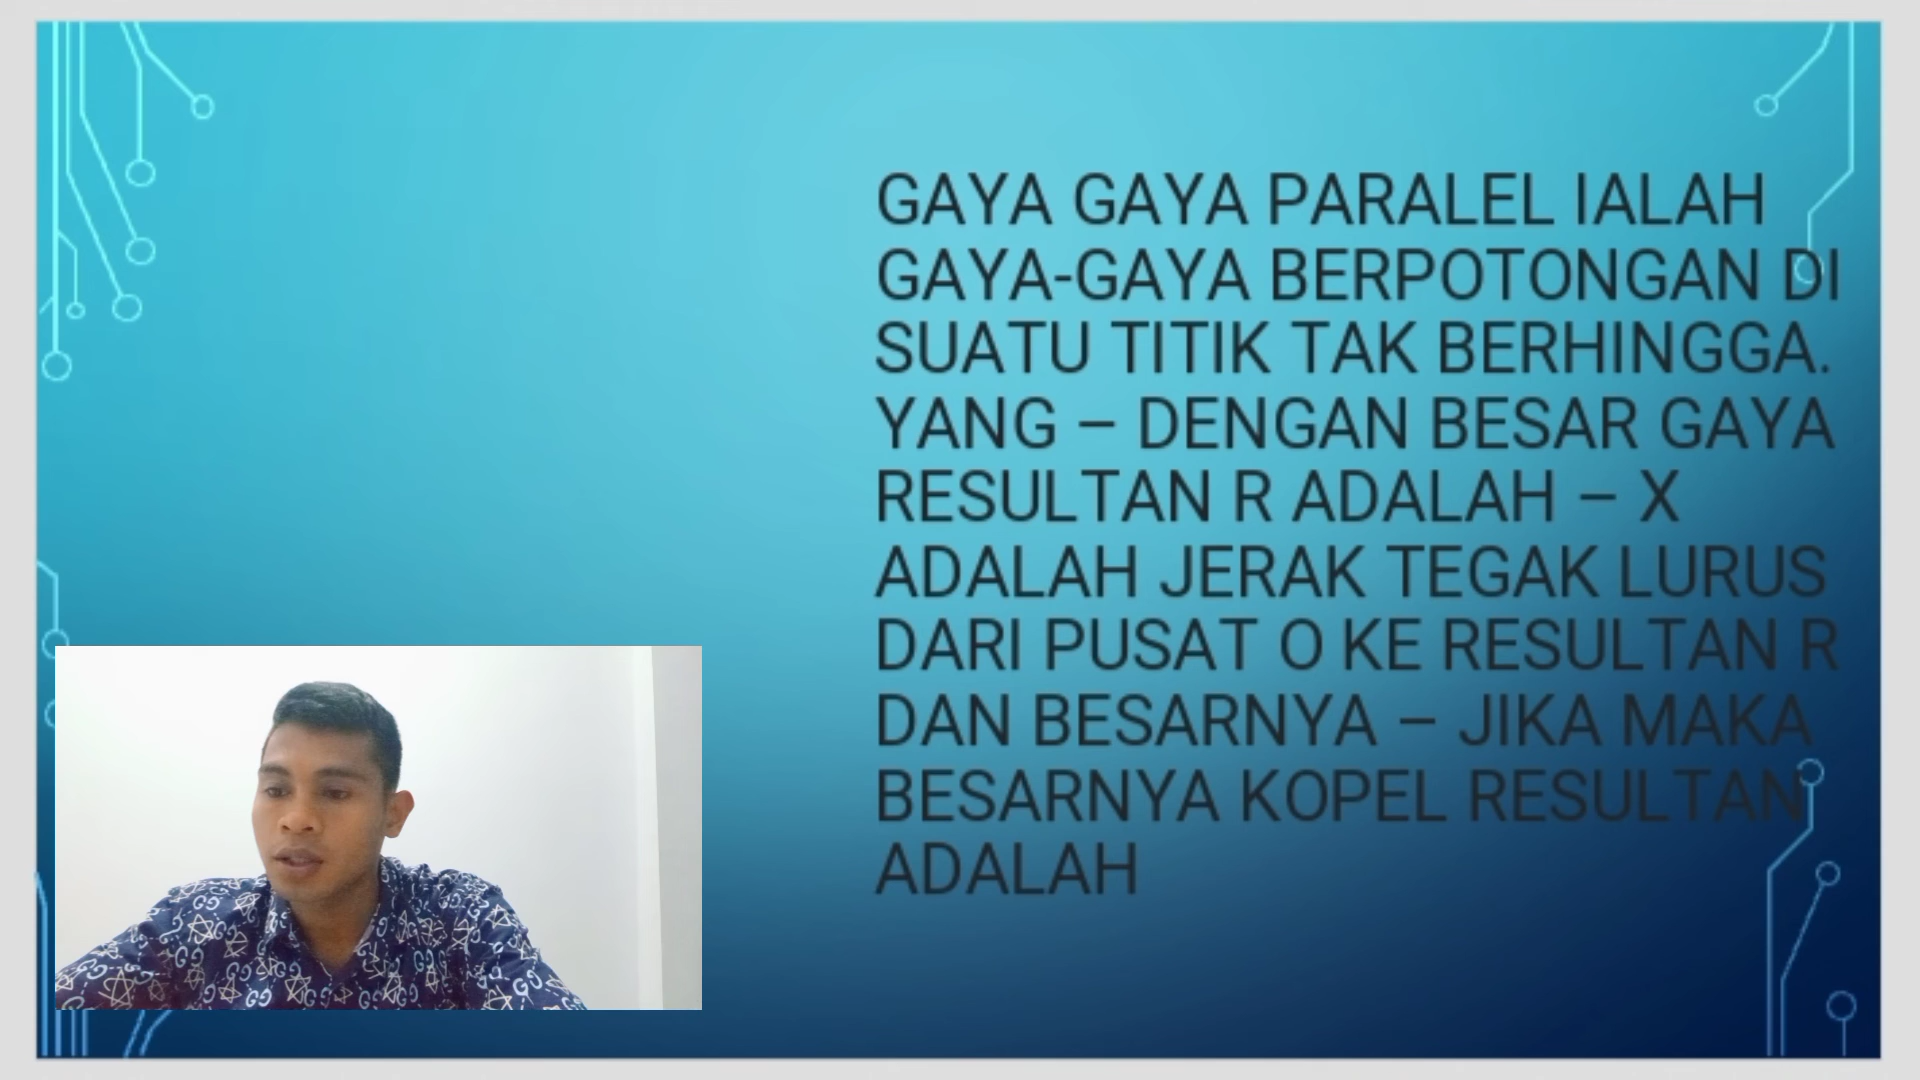 GAYA GAYA PARALEL IALAH
GAYA-GAYA BERPOTONGAN DI
SUATU TITIK TAK BERHINGGA.
YANG – DENGAN BESAR GAYA
RESULTAN R ADALAH – X
ADALAH JERAK TEGAK LURUS
DARI PUSAT O KE RESULTAN R
DAN BESARNYA – JIKA MAKA
BESARNYA KOPEL RESULTAN
ADALAH